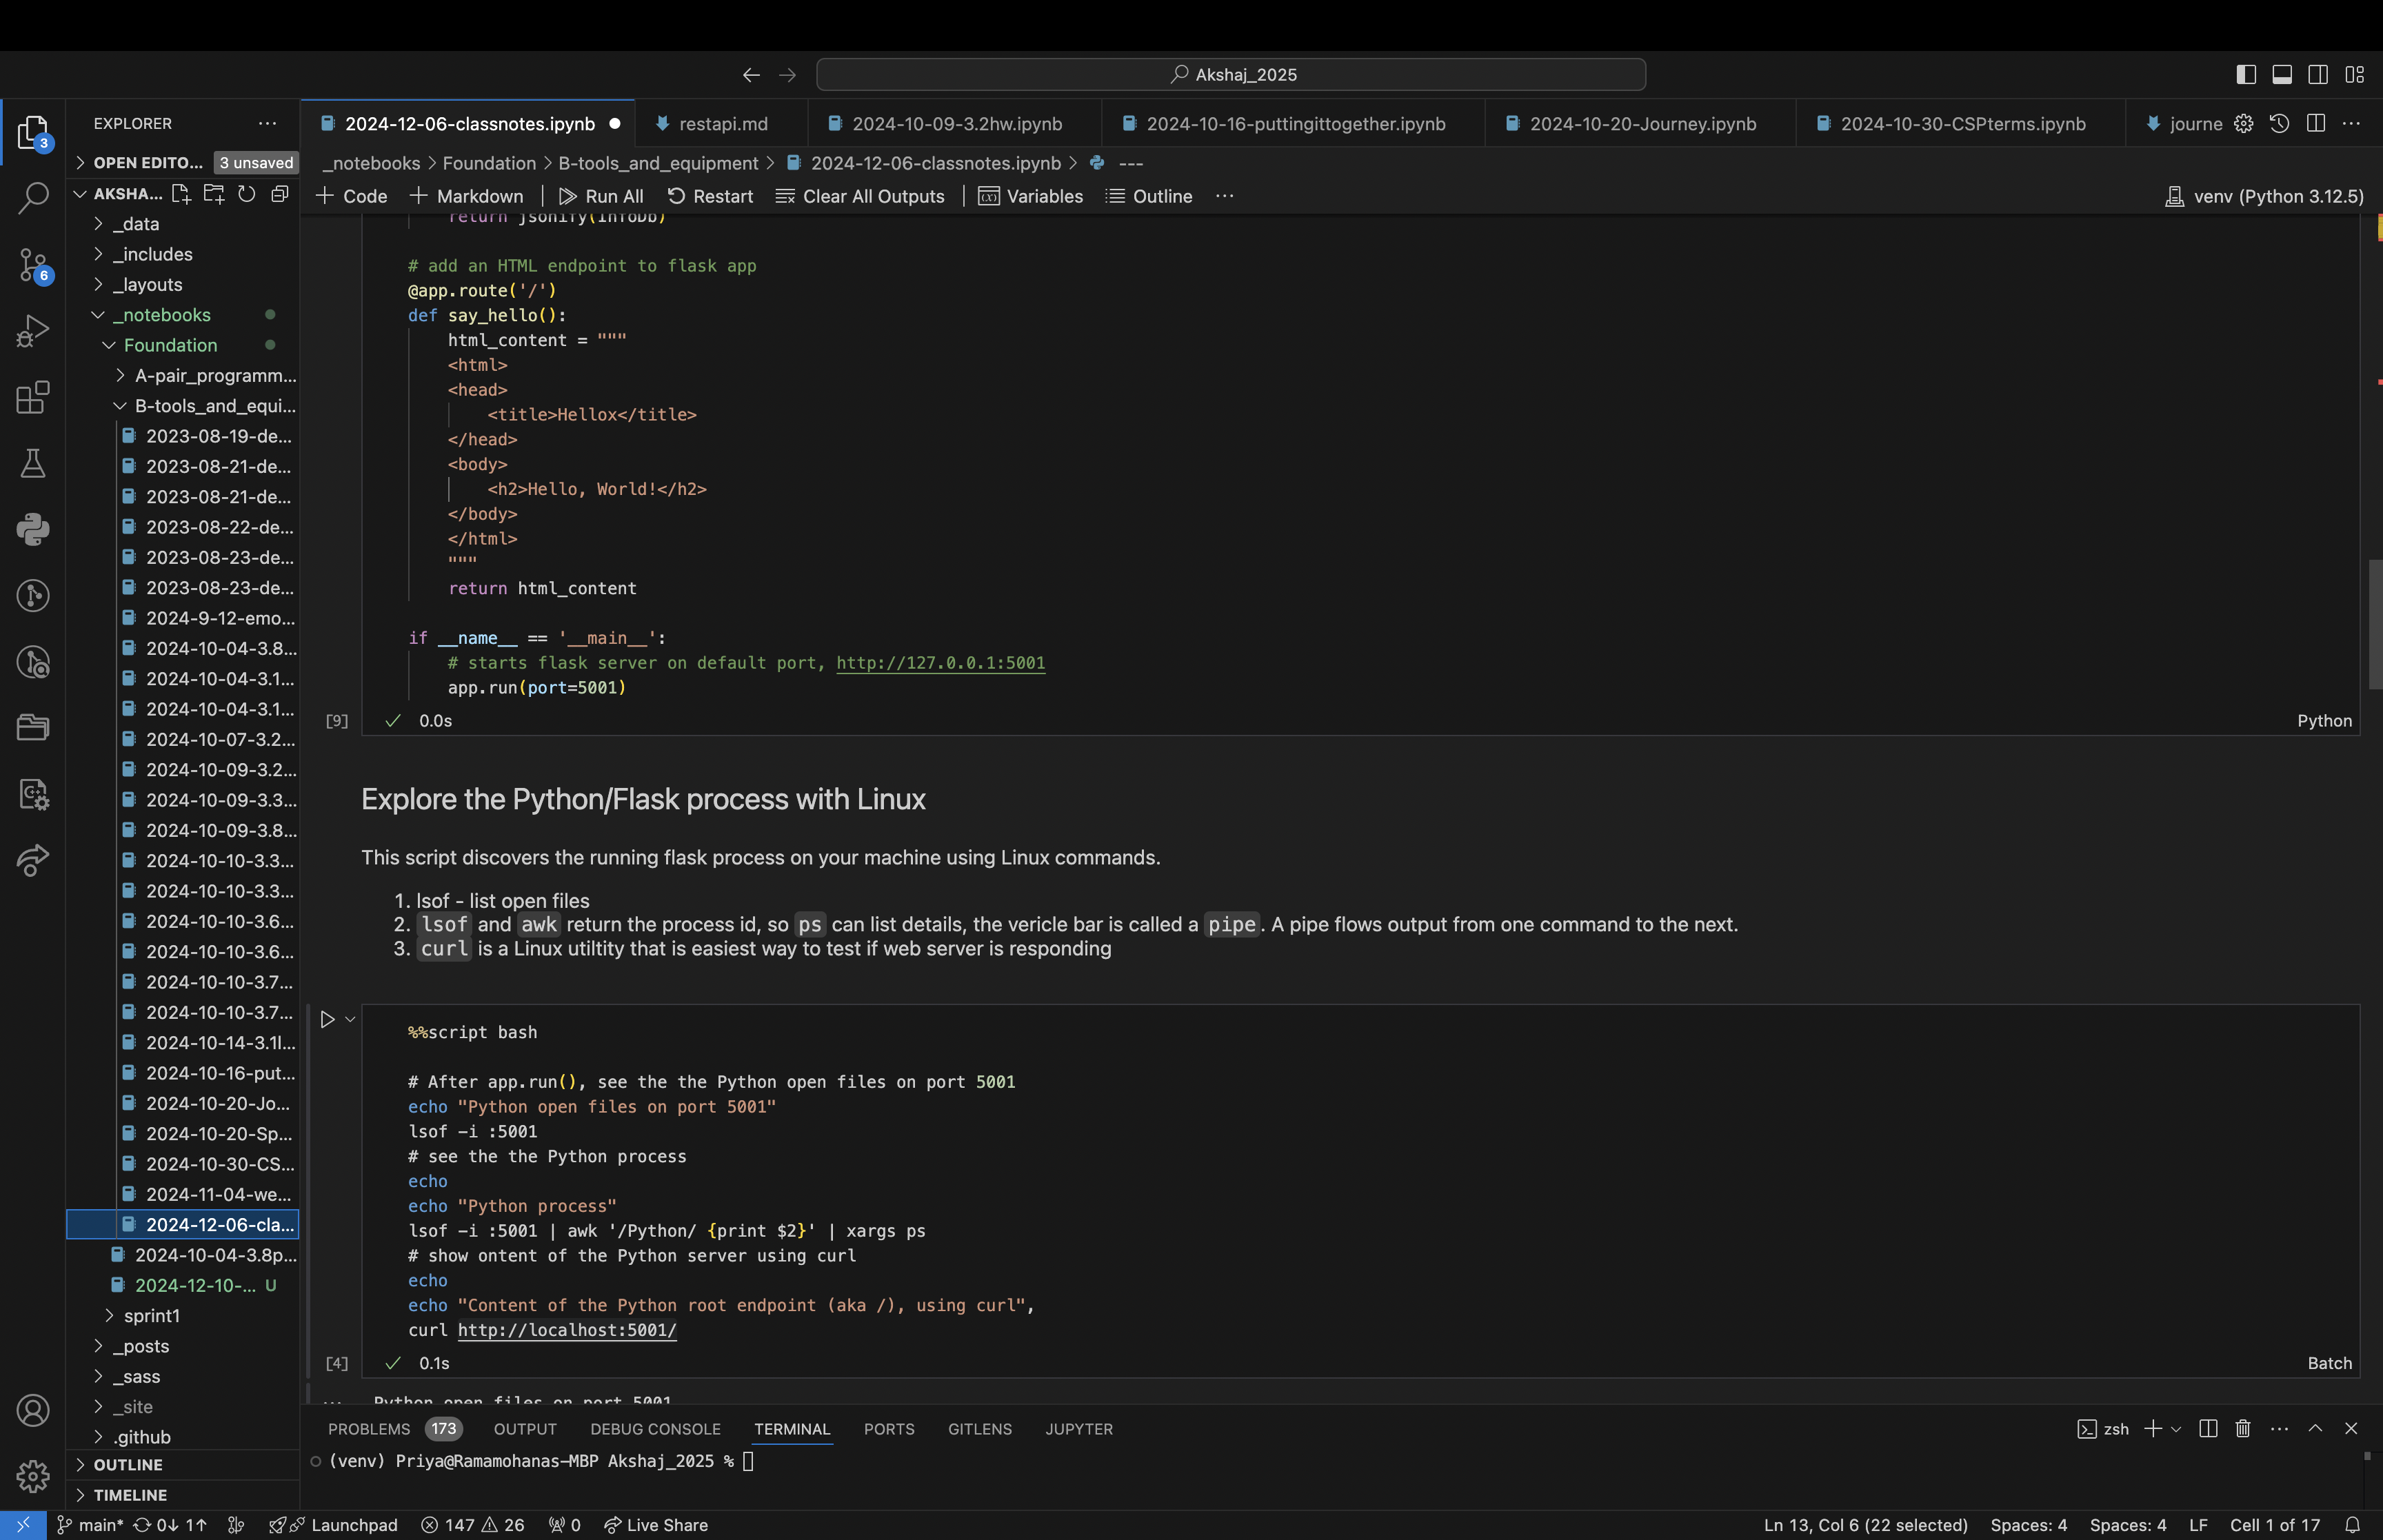 Akshaj_2025
EXPLORER
2024-12-06-classnotes.ipynb
restapi.md
2024-10-09-3.2hw.ipynb
2024-10-16-puttingittogether.ipynb
2024-10-20-Journey.ipynb
2024-10-30-CSPterms.ipynb
journe
OPEN EDITO... 3 unsaved
_notebooks > Foundation > B-tools_and_equipment > 2024-12-06-classnotes.ipynb > ---
AKSHA...
+ Code + Markdown | Run All Restart Clear All Outputs | Variables Outline ... venv (Python 3.12.5)
_data
_includes
_layouts
_notebooks
Foundation
A-pair_programm...
B-tools_and_equi...
2023-08-19-de...
2023-08-21-de...
2023-08-21-de...
2023-08-22-de...
2023-08-23-de...
2023-08-23-de...
2024-9-12-emo...
2024-10-04-3.8...
2024-10-04-3.1...
2024-10-04-3.1...
2024-10-07-3.2...
2024-10-09-3.2...
2024-10-09-3.3...
2024-10-09-3.8...
2024-10-10-3.3...
2024-10-10-3.3...
2024-10-10-3.6...
2024-10-10-3.6...
2024-10-10-3.7...
2024-10-10-3.7...
2024-10-14-3.1l...
2024-10-16-put...
2024-10-20-Jo...
2024-10-20-Sp...
2024-10-30-CS...
2024-11-04-we...
2024-12-06-cla...
2024-10-04-3.8p...
2024-12-10-... U
sprint1
_posts
_sass
_site
.github
OUTLINE
TIMELINE
return jsonify(InfoDb)
# add an HTML endpoint to flask app
@app.route('/')
def say_hello():
html_content = """
<html>
<head>
<title>Hellox</title>
</head>
<body>
<h2>Hello, World!</h2>
</body>
</html>
"""
return html_content
if __name__ == '__main__':
# starts flask server on default port, http://127.0.0.1:5001
app.run(port=5001)
[9] 0.0s Python
Explore the Python/Flask process with Linux
This script discovers the running flask process on your machine using Linux commands.
1. lsof - list open files
2. lsof and awk return the process id, so ps can list details, the vericle bar is called a pipe. A pipe flows output from one command to the next.
3. curl is a Linux utiltity that is easiest way to test if web server is responding
%%script bash
# After app.run(), see the the Python open files on port 5001
echo "Python open files on port 5001"
lsof -i :5001
# see the the Python process
echo
echo "Python process"
lsof -i :5001 | awk '/Python/ {print $2}' | xargs ps
# show ontent of the Python server using curl
echo
echo "Content of the Python root endpoint (aka /), using curl",
curl http://localhost:5001/
[4] 0.1s Batch
Python open files on port 5001
PROBLEMS 173 OUTPUT DEBUG CONSOLE TERMINAL PORTS GITLENS JUPYTER zsh
(venv) Priya@Ramamohanas-MBP Akshaj_2025 %
main* 0↓ 1↑ Launchpad 147 26 0 Live Share Ln 13, Col 6 (22 selected) Spaces: 4 Spaces: 4 LF Cell 1 of 17
3
6